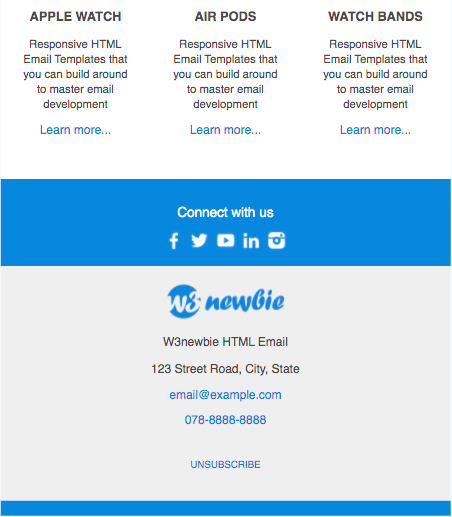 APPLE WATCH
Responsive HTML
Email Templates that
you can build around
to master email
development
Learn more...
AIR PODS
Responsive HTML
Email Templates that
you can build around
to master email
development
Learn more...
WATCH BANDS
Responsive HTML
Email Templates that
you can build around
to master email
development
Learn more...
Connect with us
W3 newbie
W3newbie HTML Email
123 Street Road, City, State
email@example.com
078-8888-8888
UNSUBSCRIBE